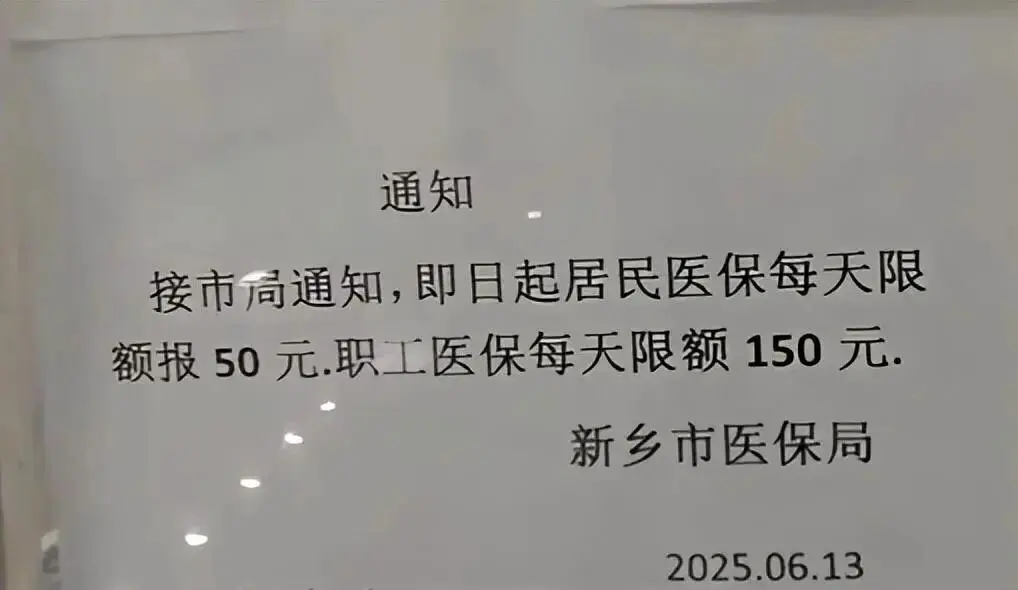 通知
接市局通知,即日起居民医保每天限
额报 50 元.职工医保每天限额 150 元.
新乡市医保局
2025.06.13